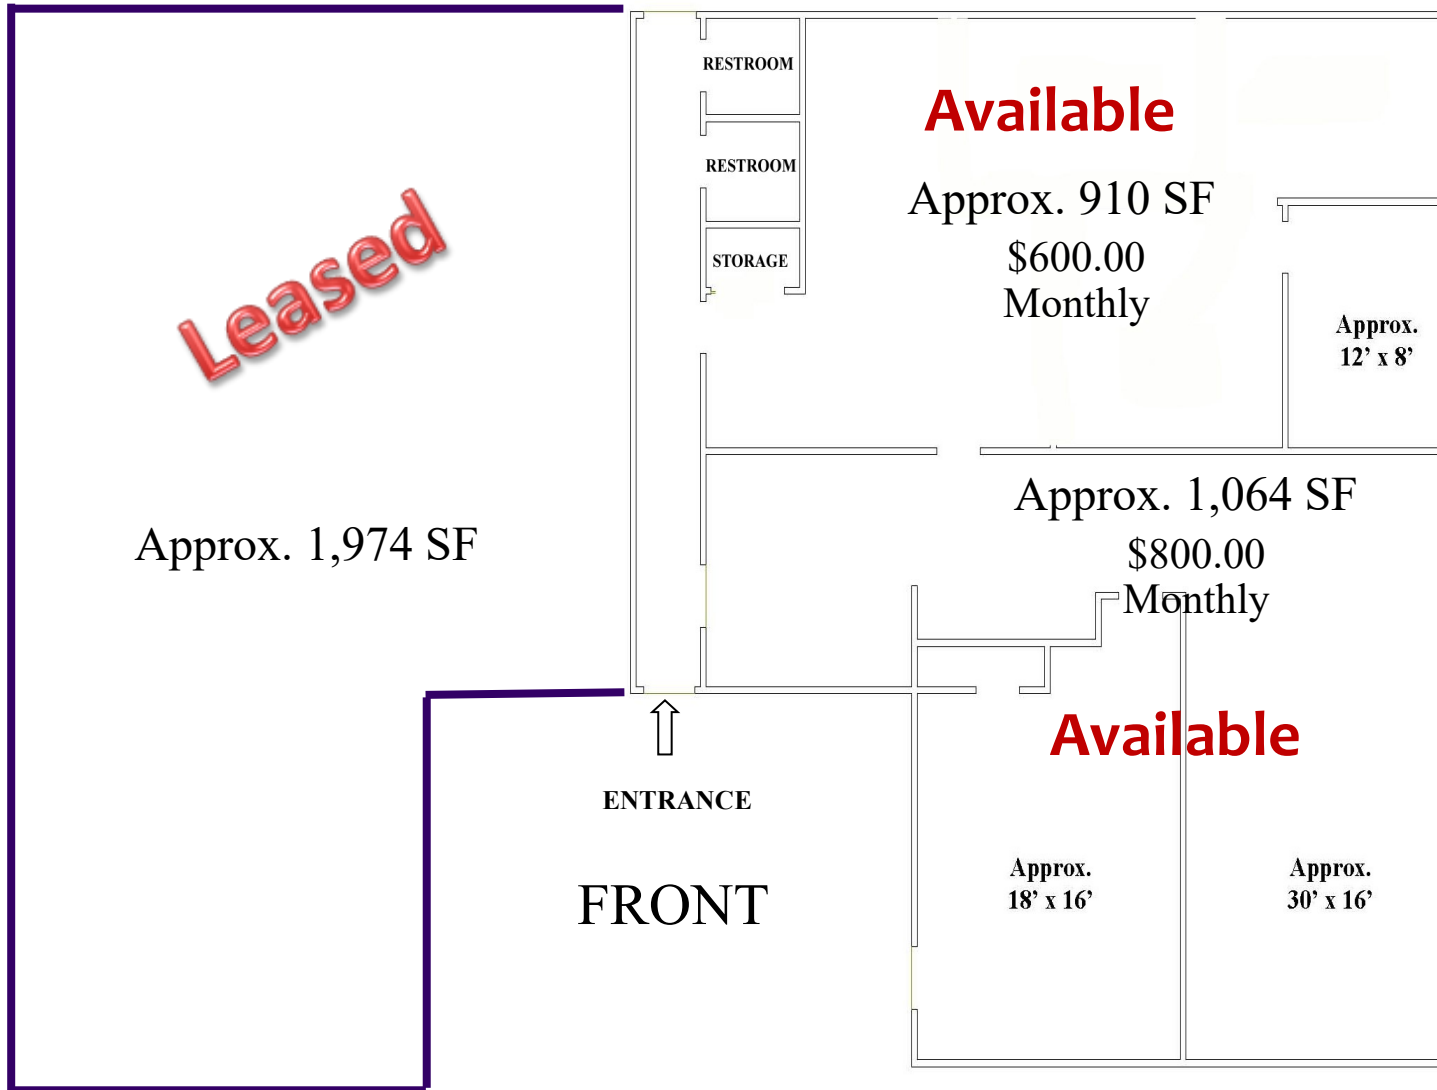 RESTROOM
Available
RESTROOM
Approx. 910 SF
$600.00
Monthly
STORAGE
Leased
Approx.
12’ x 8’
Approx. 1,974 SF
Approx. 1,064 SF
$800.00
Monthly
Available
ENTRANCE
FRONT
Approx.
18’ x 16’
Approx.
30’ x 16’